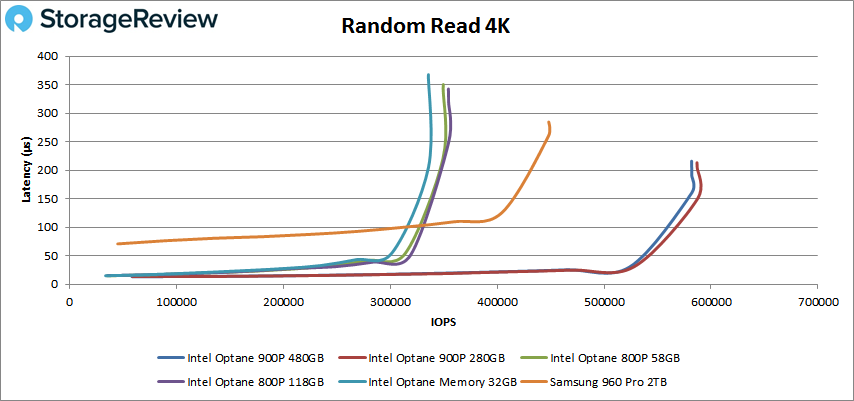 StorageReview
Random Read 4K
400
350
300
250
200
150
100
50
0
Latency (µs)
0 100000 200000 300000 400000 500000 600000 700000
IOPS
Intel Optane 900P 480GB Intel Optane 900P 280GB Intel Optane 800P 58GB
Intel Optane 800P 118GB Intel Optane Memory 32GB Samsung 960 Pro 2TB